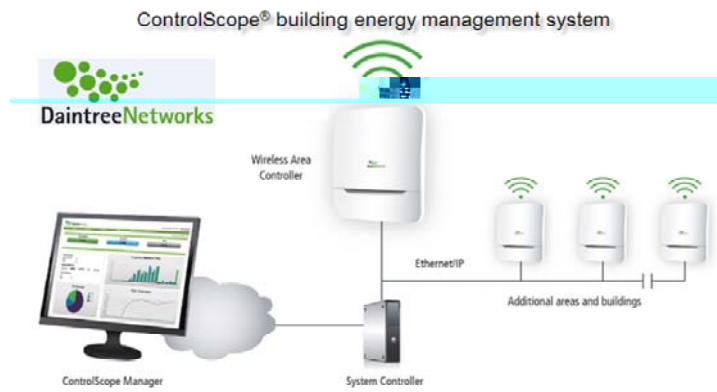 ControlScope® building energy management system
DaintreeNetworks
Wireless Area
Controller
Ethernet/IP
Additional areas and buildings
ControlScope Manager
System Controller